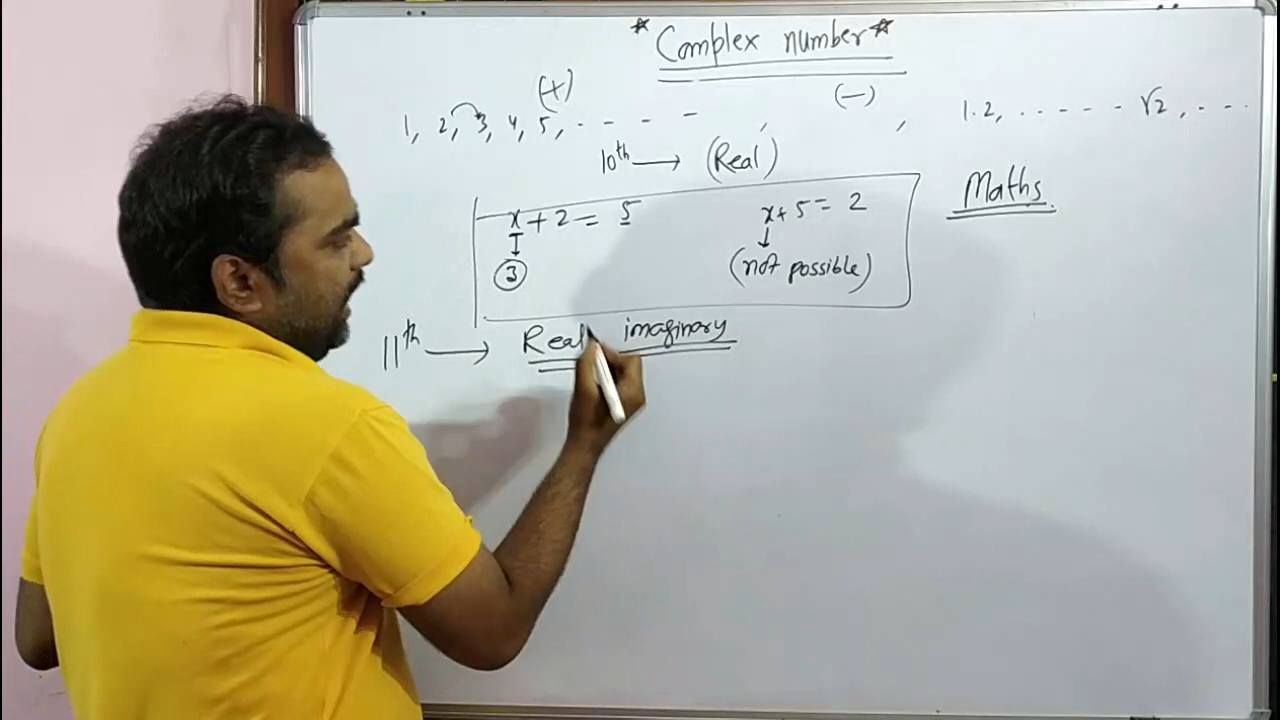 *Complex number*
(+) (-)
1, 2, 3, 4, 5, - - - - , , 1.2, ...... √2, ...
10th → (Real)
Maths
x + 2 = 5 x + 5 = 2
3 (not possible)
11th → Real imaginary